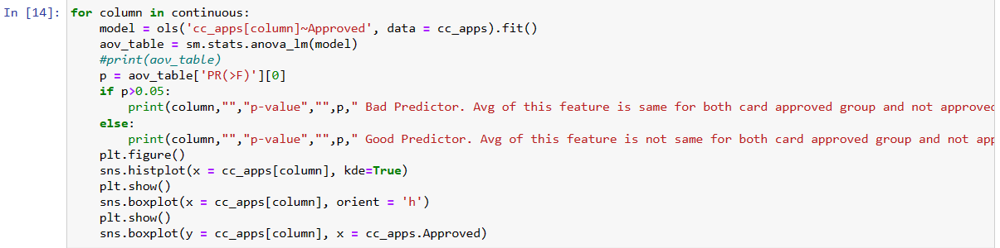 In [14]: for column in continuous:
    model = ols('cc_apps[column]~Approved', data = cc_apps).fit()
    aov_table = sm.stats.anova_lm(model)
    #print(aov_table)
    p = aov_table['PR(>F)'][0]
    if p>0.05:
        print(column,"","p-value","",p," Bad Predictor. Avg of this feature is same for both card approved group and not approved
    else:
        print(column,"","p-value","",p," Good Predictor. Avg of this feature is not same for both card approved group and not app
    plt.figure()
    sns.histplot(x = cc_apps[column], kde=True)
    plt.show()
    sns.boxplot(x = cc_apps[column], orient = 'h')
    plt.show()
    sns.boxplot(y = cc_apps[column], x = cc_apps.Approved)